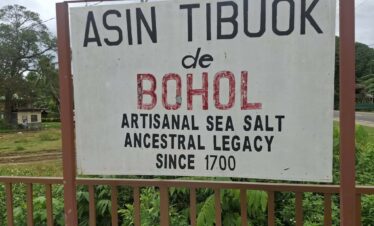 ASIN TIBUOK
de
BOHOL
ARTISANAL SEA SALT
ANCESTRAL LEGACY
SINCE 1700